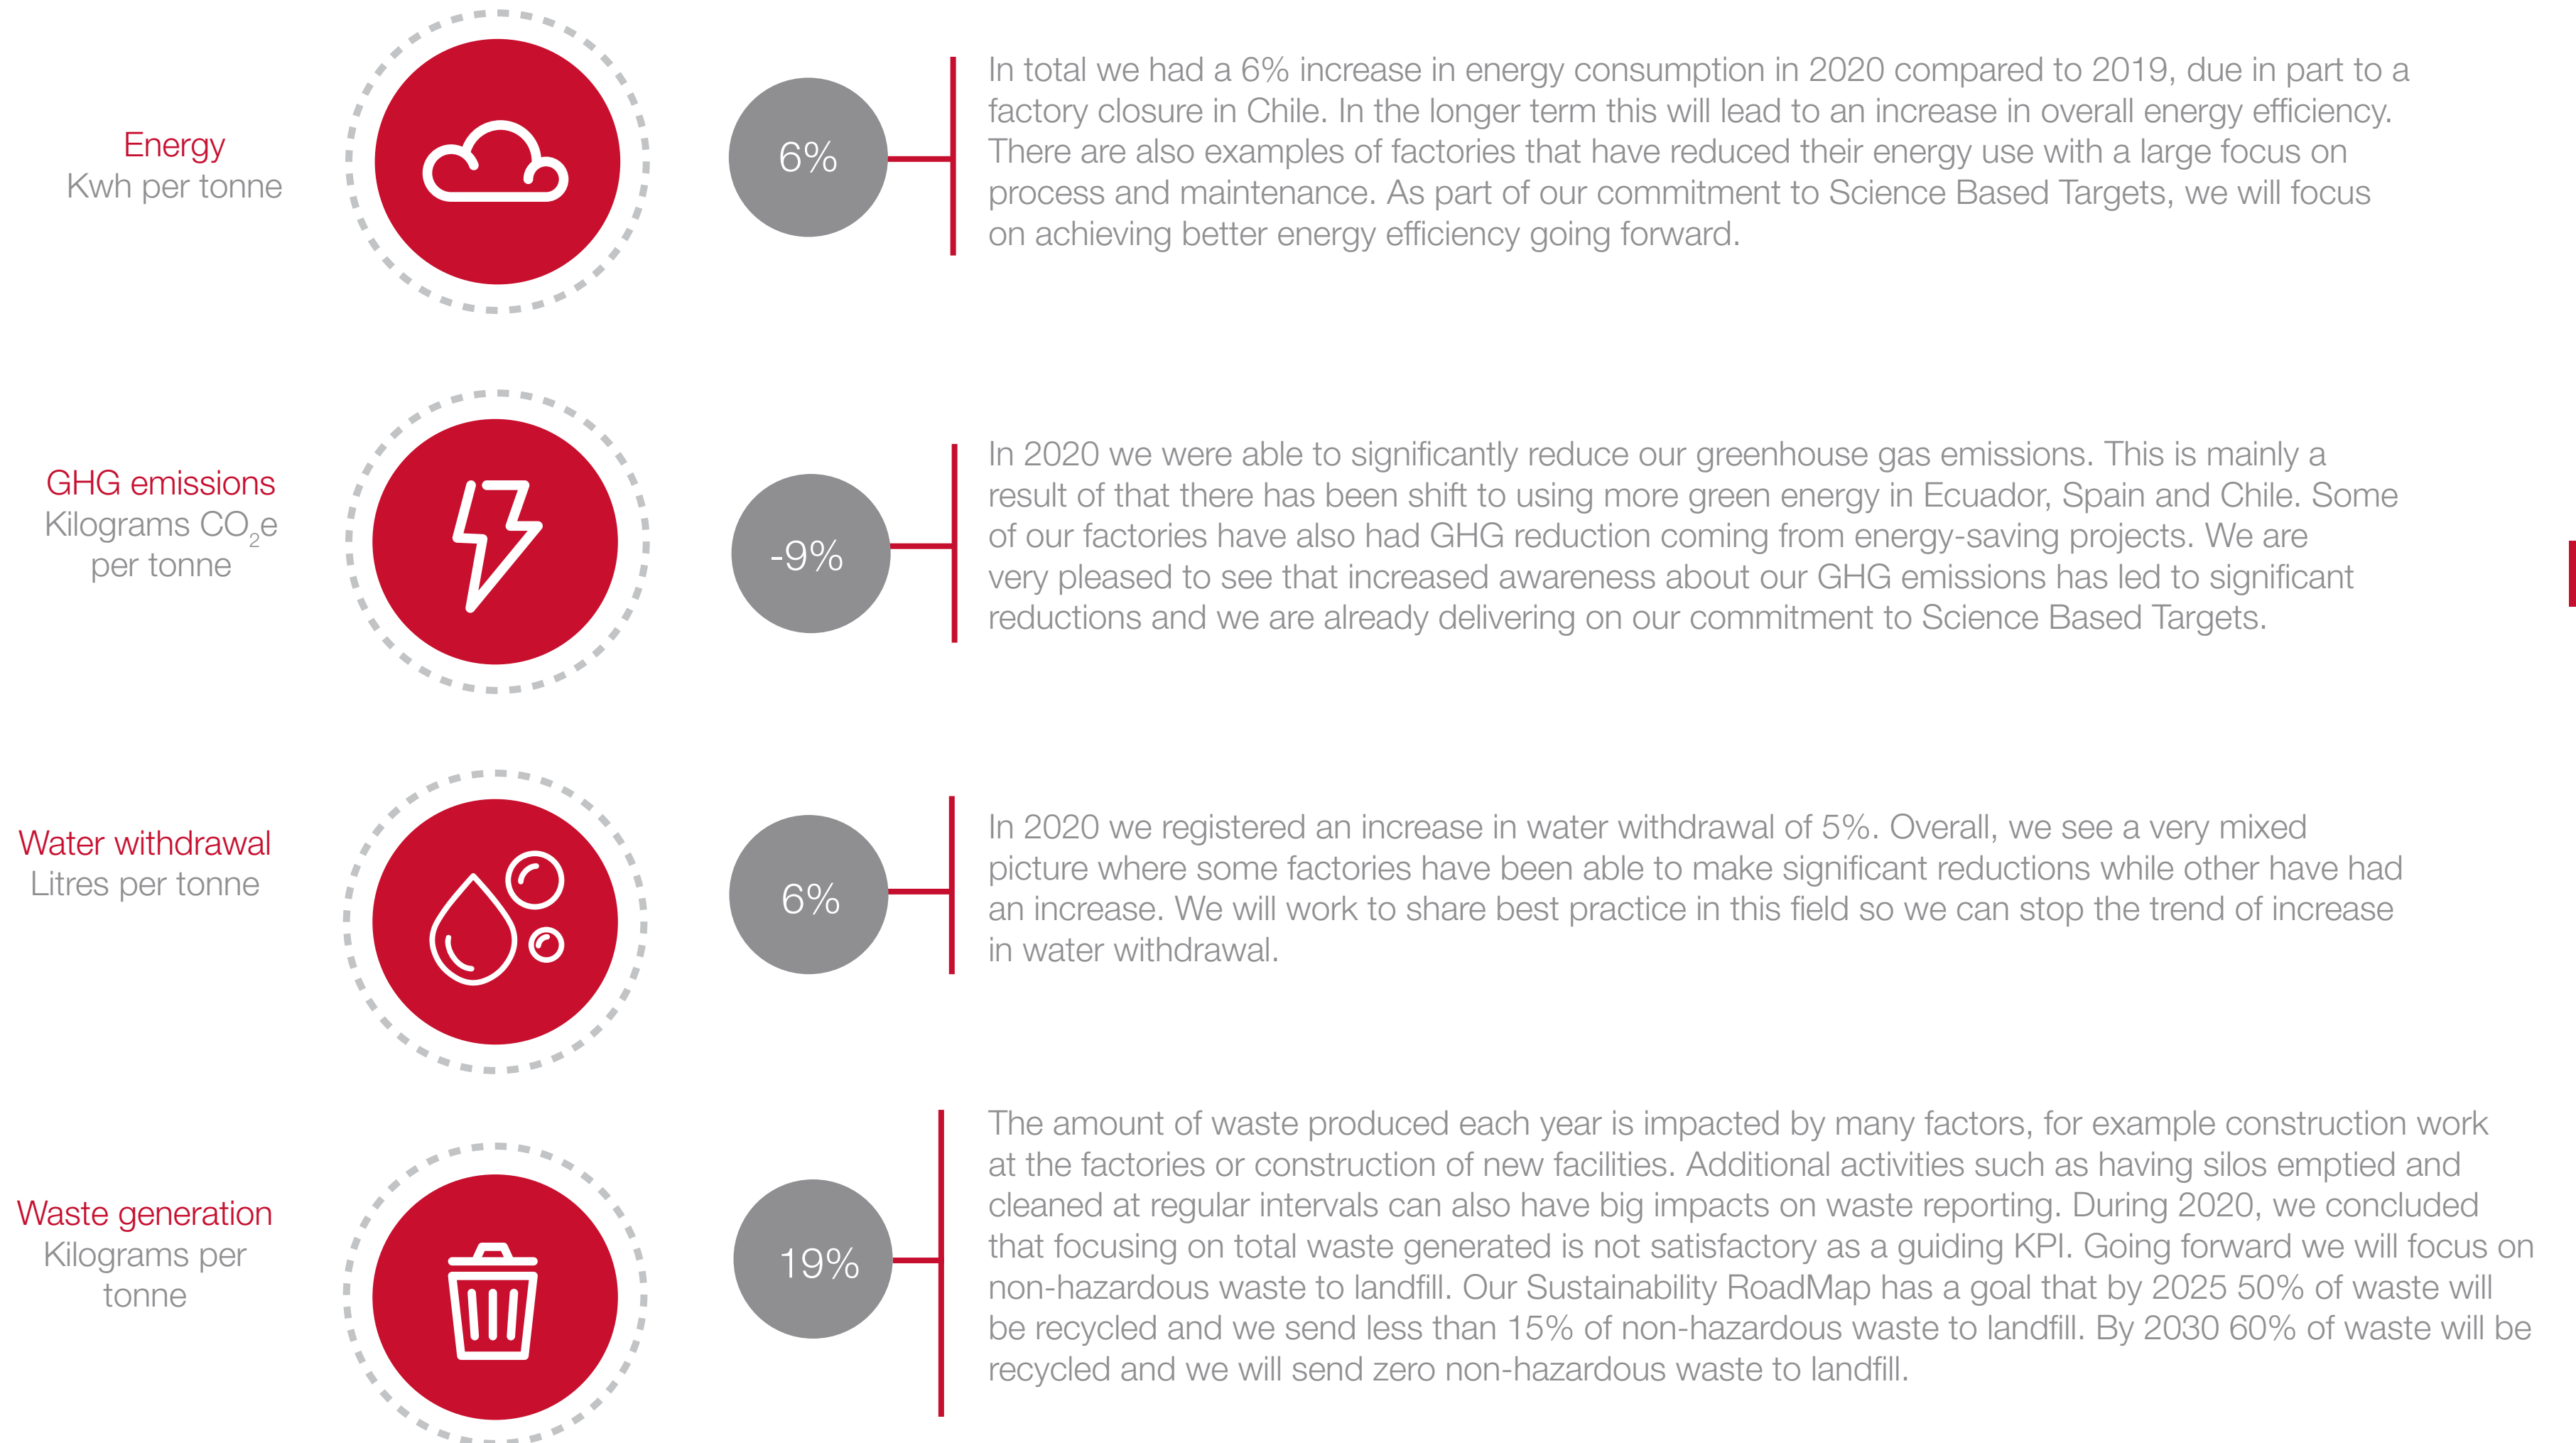 Energy
Kwh per tonne
6%
In total we had a 6% increase in energy consumption in 2020 compared to 2019, due in part to a
factory closure in Chile. In the longer term this will lead to an increase in overall energy efficiency.
There are also examples of factories that have reduced their energy use with a large focus on
process and maintenance. As part of our commitment to Science Based Targets, we will focus
on achieving better energy efficiency going forward.
GHG emissions
Kilograms CO₂e
per tonne
-9%
In 2020 we were able to significantly reduce our greenhouse gas emissions. This is mainly a
result of that there has been shift to using more green energy in Ecuador, Spain and Chile. Some
of our factories have also had GHG reduction coming from energy-saving projects. We are
very pleased to see that increased awareness about our GHG emissions has led to significant
reductions and we are already delivering on our commitment to Science Based Targets.
Water withdrawal
Litres per tonne
6%
In 2020 we registered an increase in water withdrawal of 5%. Overall, we see a very mixed
picture where some factories have been able to make significant reductions while other have had
an increase. We will work to share best practice in this field so we can stop the trend of increase
in water withdrawal.
Waste generation
Kilograms per
tonne
19%
The amount of waste produced each year is impacted by many factors, for example construction work
at the factories or construction of new facilities. Additional activities such as having silos emptied and
cleaned at regular intervals can also have big impacts on waste reporting. During 2020, we concluded
that focusing on total waste generated is not satisfactory as a guiding KPI. Going forward we will focus on
non-hazardous waste to landfill. Our Sustainability RoadMap has a goal that by 2025 50% of waste will
be recycled and we send less than 15% of non-hazardous waste to landfill. By 2030 60% of waste will be
recycled and we will send zero non-hazardous waste to landfill.